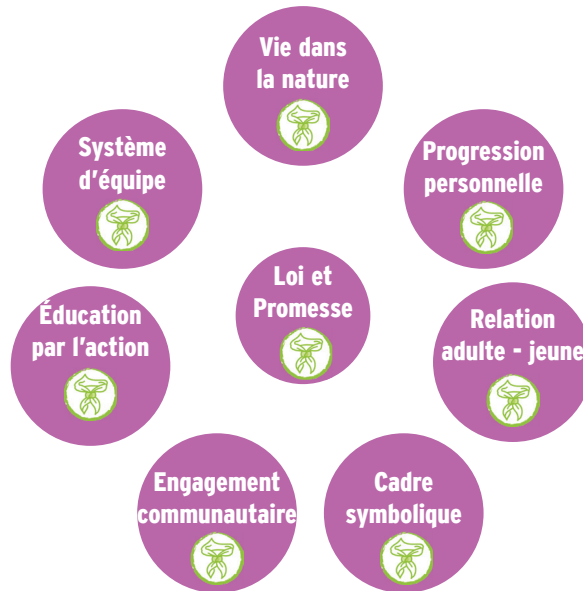 Vie dans
la nature
Système
d'équipe
Progression
personnelle
Loi et
Promesse
Éducation
par l'action
Relation
adulte - jeune
Engagement
communautaire
Cadre
symbolique